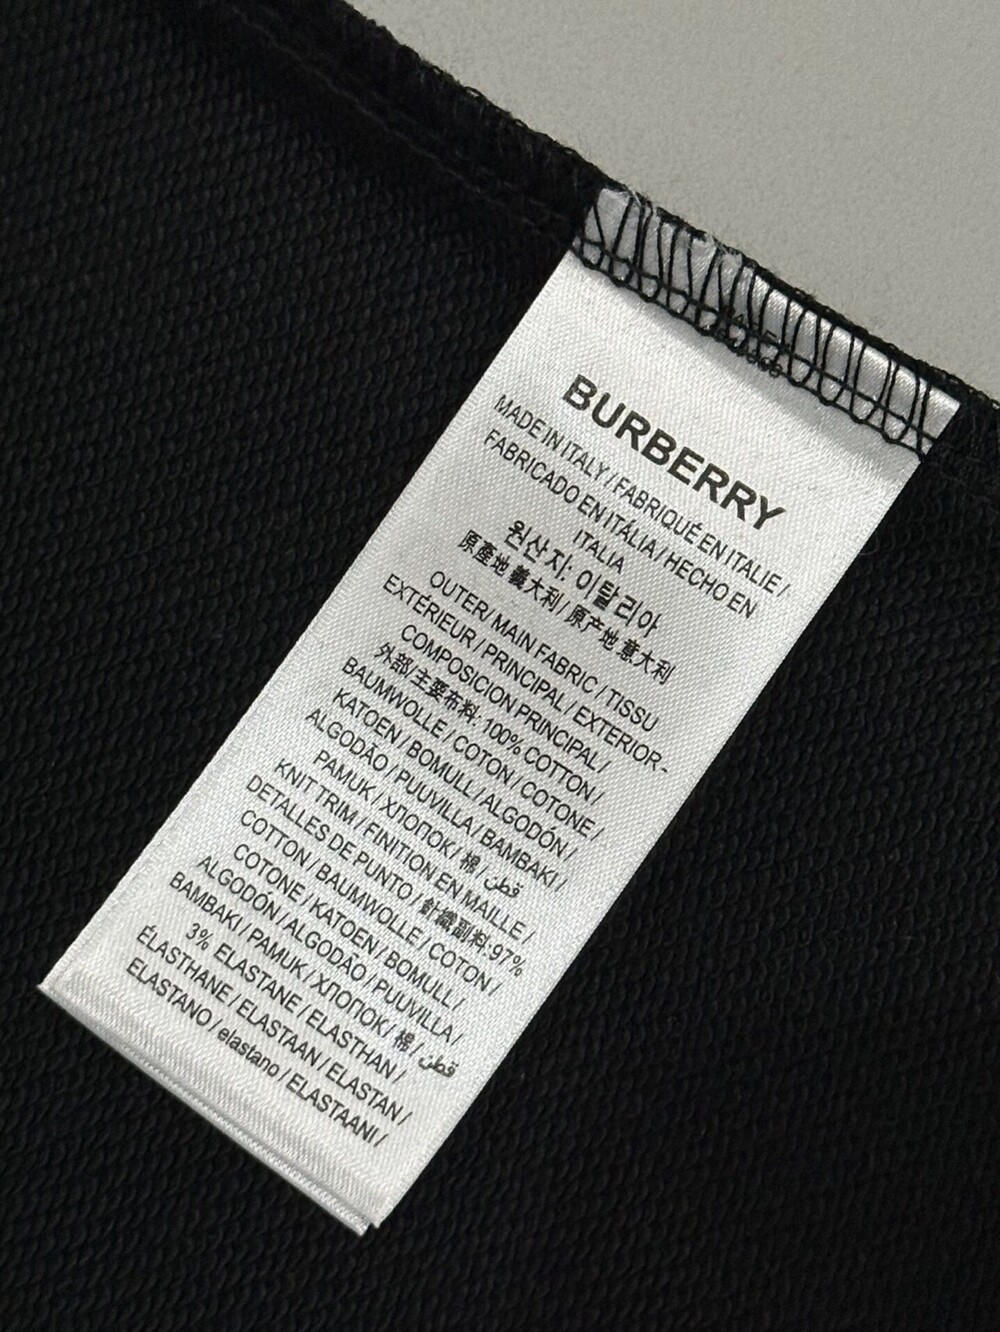 BURBERRY
MADE IN ITALY / FABRIQUÉ EN ITALIE /
FABRICADO EN ITÁLIA / HECHO EN
ITALIA
원산지: 이탈리아
原產地 義大利 / 原产地 意大利
OUTER / MAIN FABRIC / TISSU
EXTÉRIEUR / PRINCIPAL / EXTERIOR -
COMPOSICION PRINCIPAL /
外部/主要布料: 100% COTTON /
BAUMWOLLE / COTON / COTONE /
KATOEN / BOMULL / ALGODÓN /
ALGODÃO / PUUVILLA / BAMBAKI /
PAMUK / ХЛОПОК / 棉 / قطن
KNIT TRIM / FINITION EN MAILLE /
DETALLES DE PUNTO / 針織副料:97%
COTTON / BAUMWOLLE / COTON /
COTONE / KATOEN / BOMULL /
ALGODÓN / ALGODÃO / PUUVILLA /
BAMBAKI / PAMUK / ХЛОПОК / 棉 / قطن
3% ELASTANE / ELASTHAN /
ÉLASTHANE / ELASTAAN / ELASTAN /
ELASTANO / elastano / ELASTAANI /